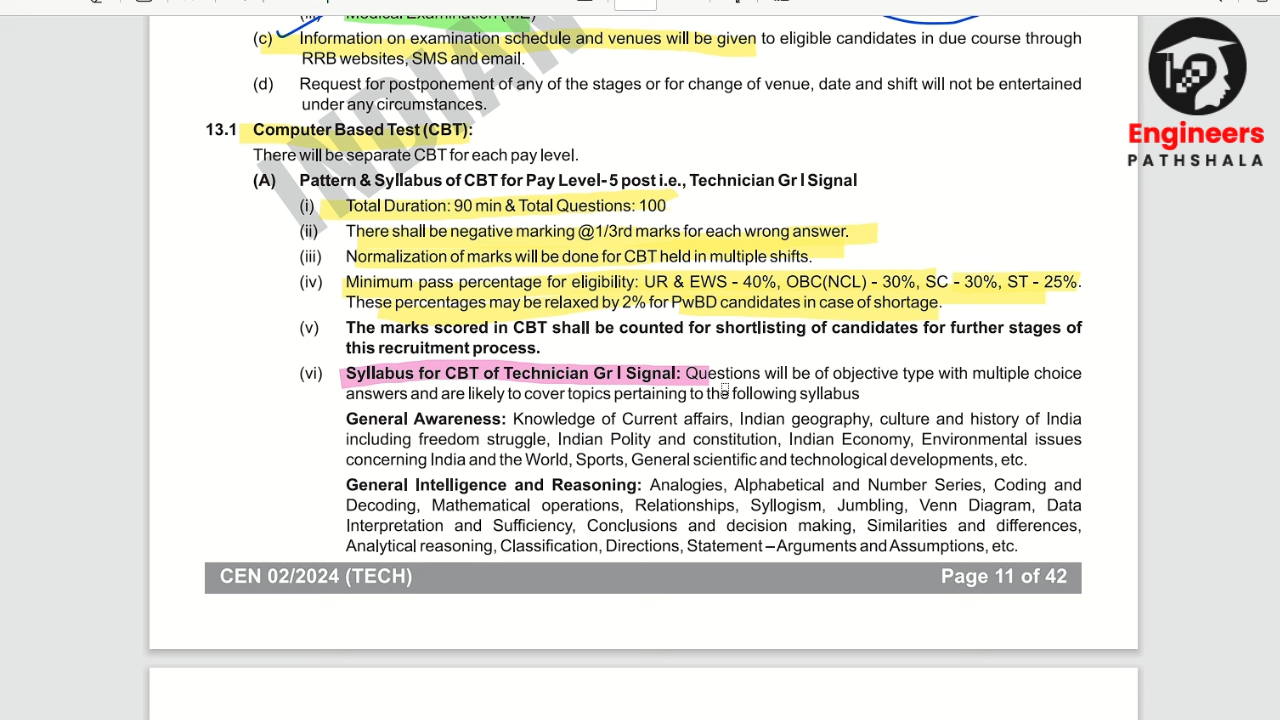 (iii) Medical Examination (ME)
(c) Information on examination schedule and venues will be given to eligible candidates in due course through
RRB websites, SMS and email.
(d) Request for postponement of any of the stages or for change of venue, date and shift will not be entertained
under any circumstances.
13.1 Computer Based Test (CBT):
There will be separate CBT for each pay level.
(A) Pattern & Syllabus of CBT for Pay Level-5 post i.e., Technician Gr I Signal
(i) Total Duration: 90 min & Total Questions: 100
(ii) There shall be negative marking @1/3rd marks for each wrong answer.
(iii) Normalization of marks will be done for CBT held in multiple shifts.
(iv) Minimum pass percentage for eligibility: UR & EWS - 40%, OBC(NCL) - 30%, SC - 30%, ST - 25%.
These percentages may be relaxed by 2% for PwBD candidates in case of shortage.
(v) The marks scored in CBT shall be counted for shortlisting of candidates for further stages of
this recruitment process.
(vi) Syllabus for CBT of Technician Gr I Signal: Questions will be of objective type with multiple choice
answers and are likely to cover topics pertaining to the following syllabus
General Awareness: Knowledge of Current affairs, Indian geography, culture and history of India
including freedom struggle, Indian Polity and constitution, Indian Economy, Environmental issues
concerning India and the World, Sports, General scientific and technological developments, etc.
General Intelligence and Reasoning: Analogies, Alphabetical and Number Series, Coding and
Decoding, Mathematical operations, Relationships, Syllogism, Jumbling, Venn Diagram, Data
Interpretation and Sufficiency, Conclusions and decision making, Similarities and differences,
Analytical reasoning, Classification, Directions, Statement – Arguments and Assumptions, etc.
CEN 02/2024 (TECH) Page 11 of 42
INDIAN
Engineers
PATHSHALA